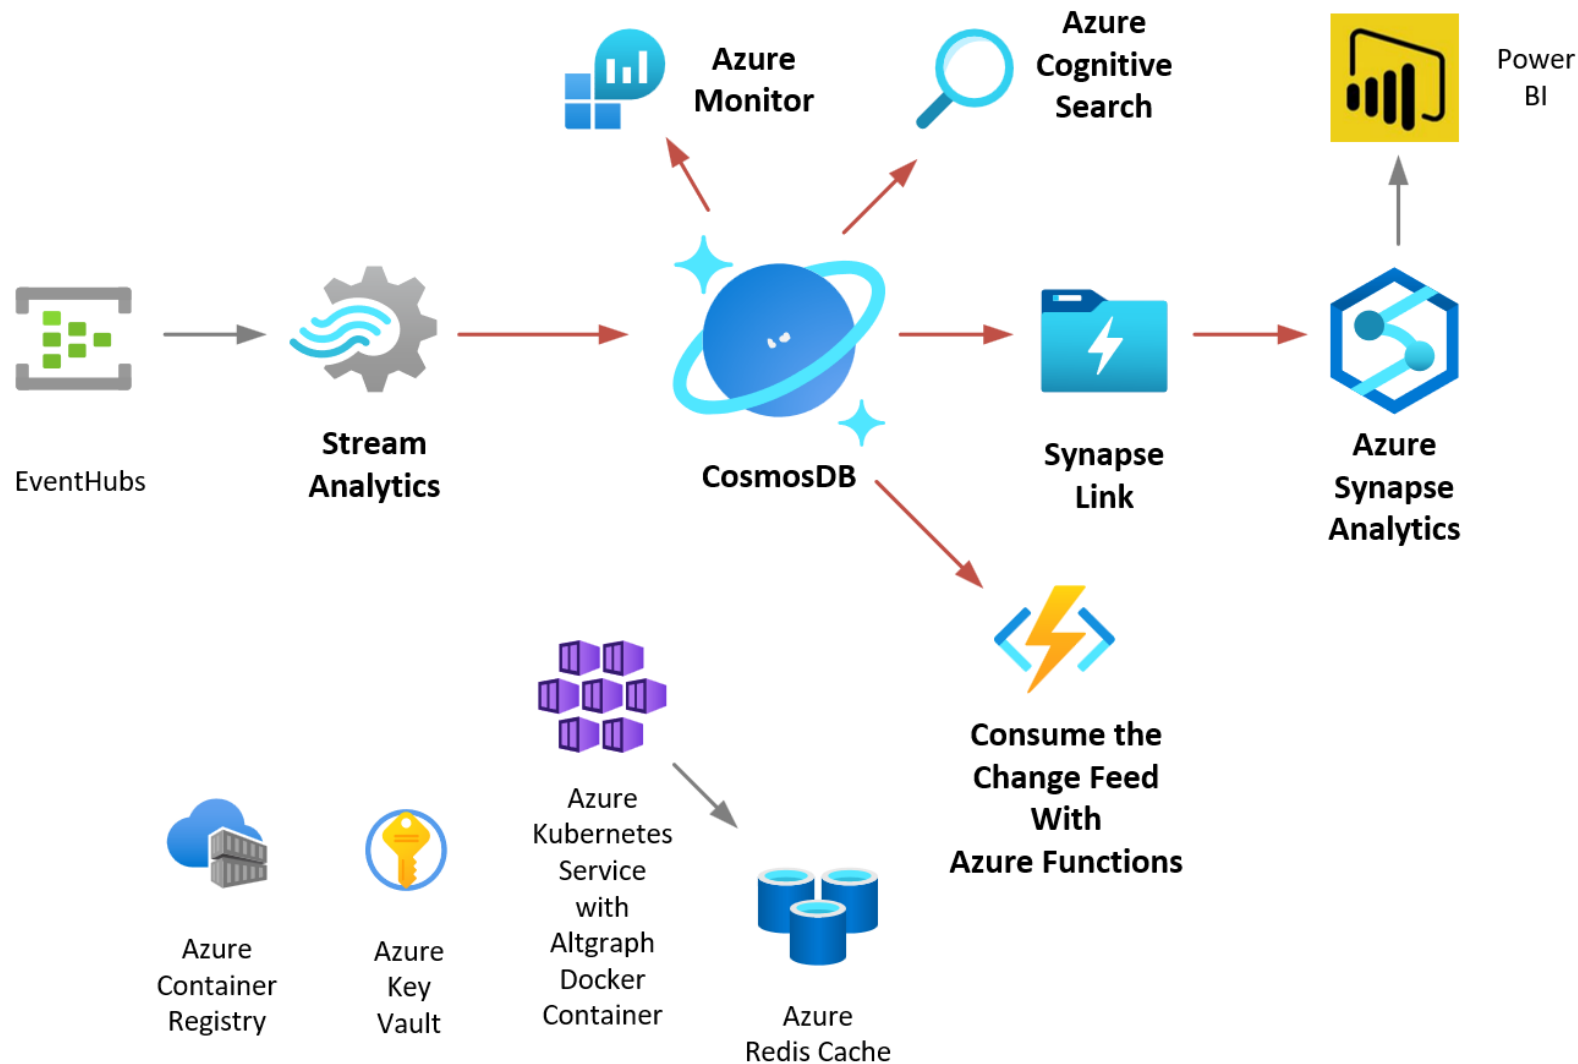 Azure
Monitor
Azure
Cognitive
Search
Power
BI
EventHubs
Stream
Analytics
CosmosDB
Synapse
Link
Azure
Synapse
Analytics
Consume the
Change Feed
With
Azure Functions
Azure
Container
Registry
Azure
Key
Vault
Azure
Kubernetes
Service
with
Altgraph
Docker
Container
Azure
Redis Cache